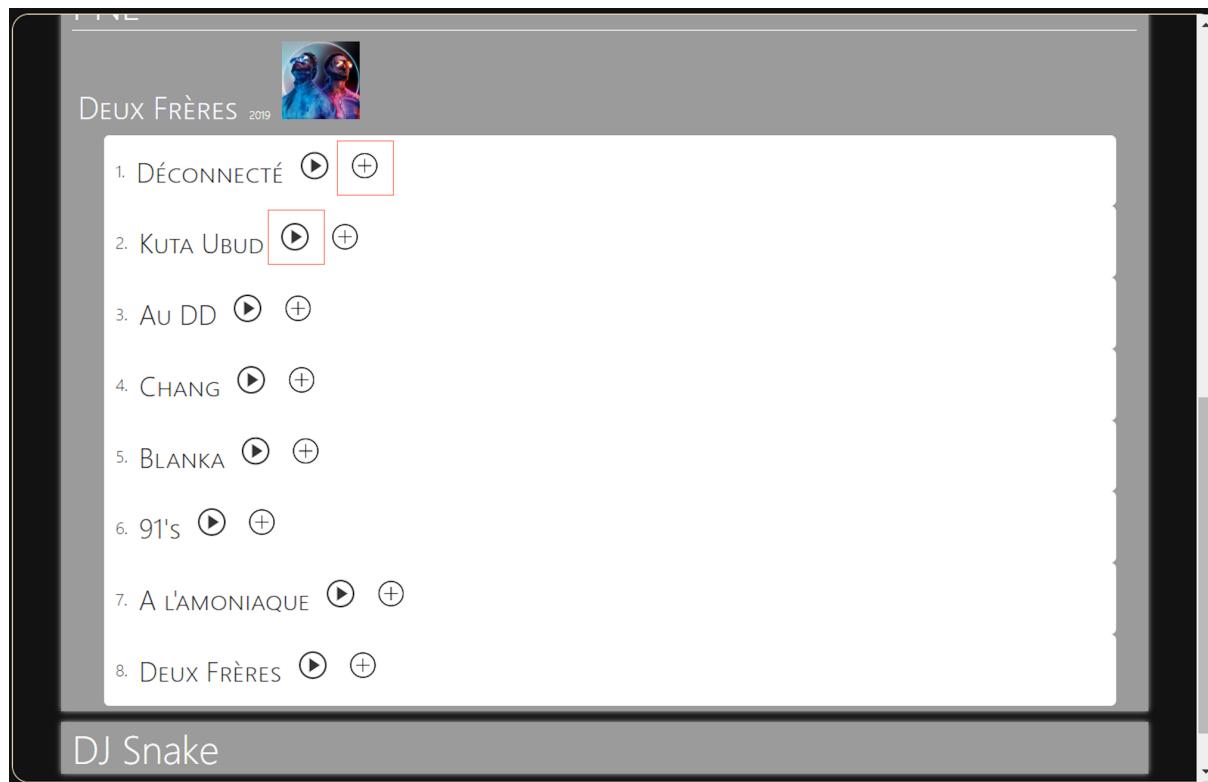 PNL
Deux Frères 2019
1. Déconnecté
2. Kuta Ubud
3. Au DD
4. Chang
5. Blanka
6. 91's
7. A l'amoniaque
8. Deux Frères
DJ Snake